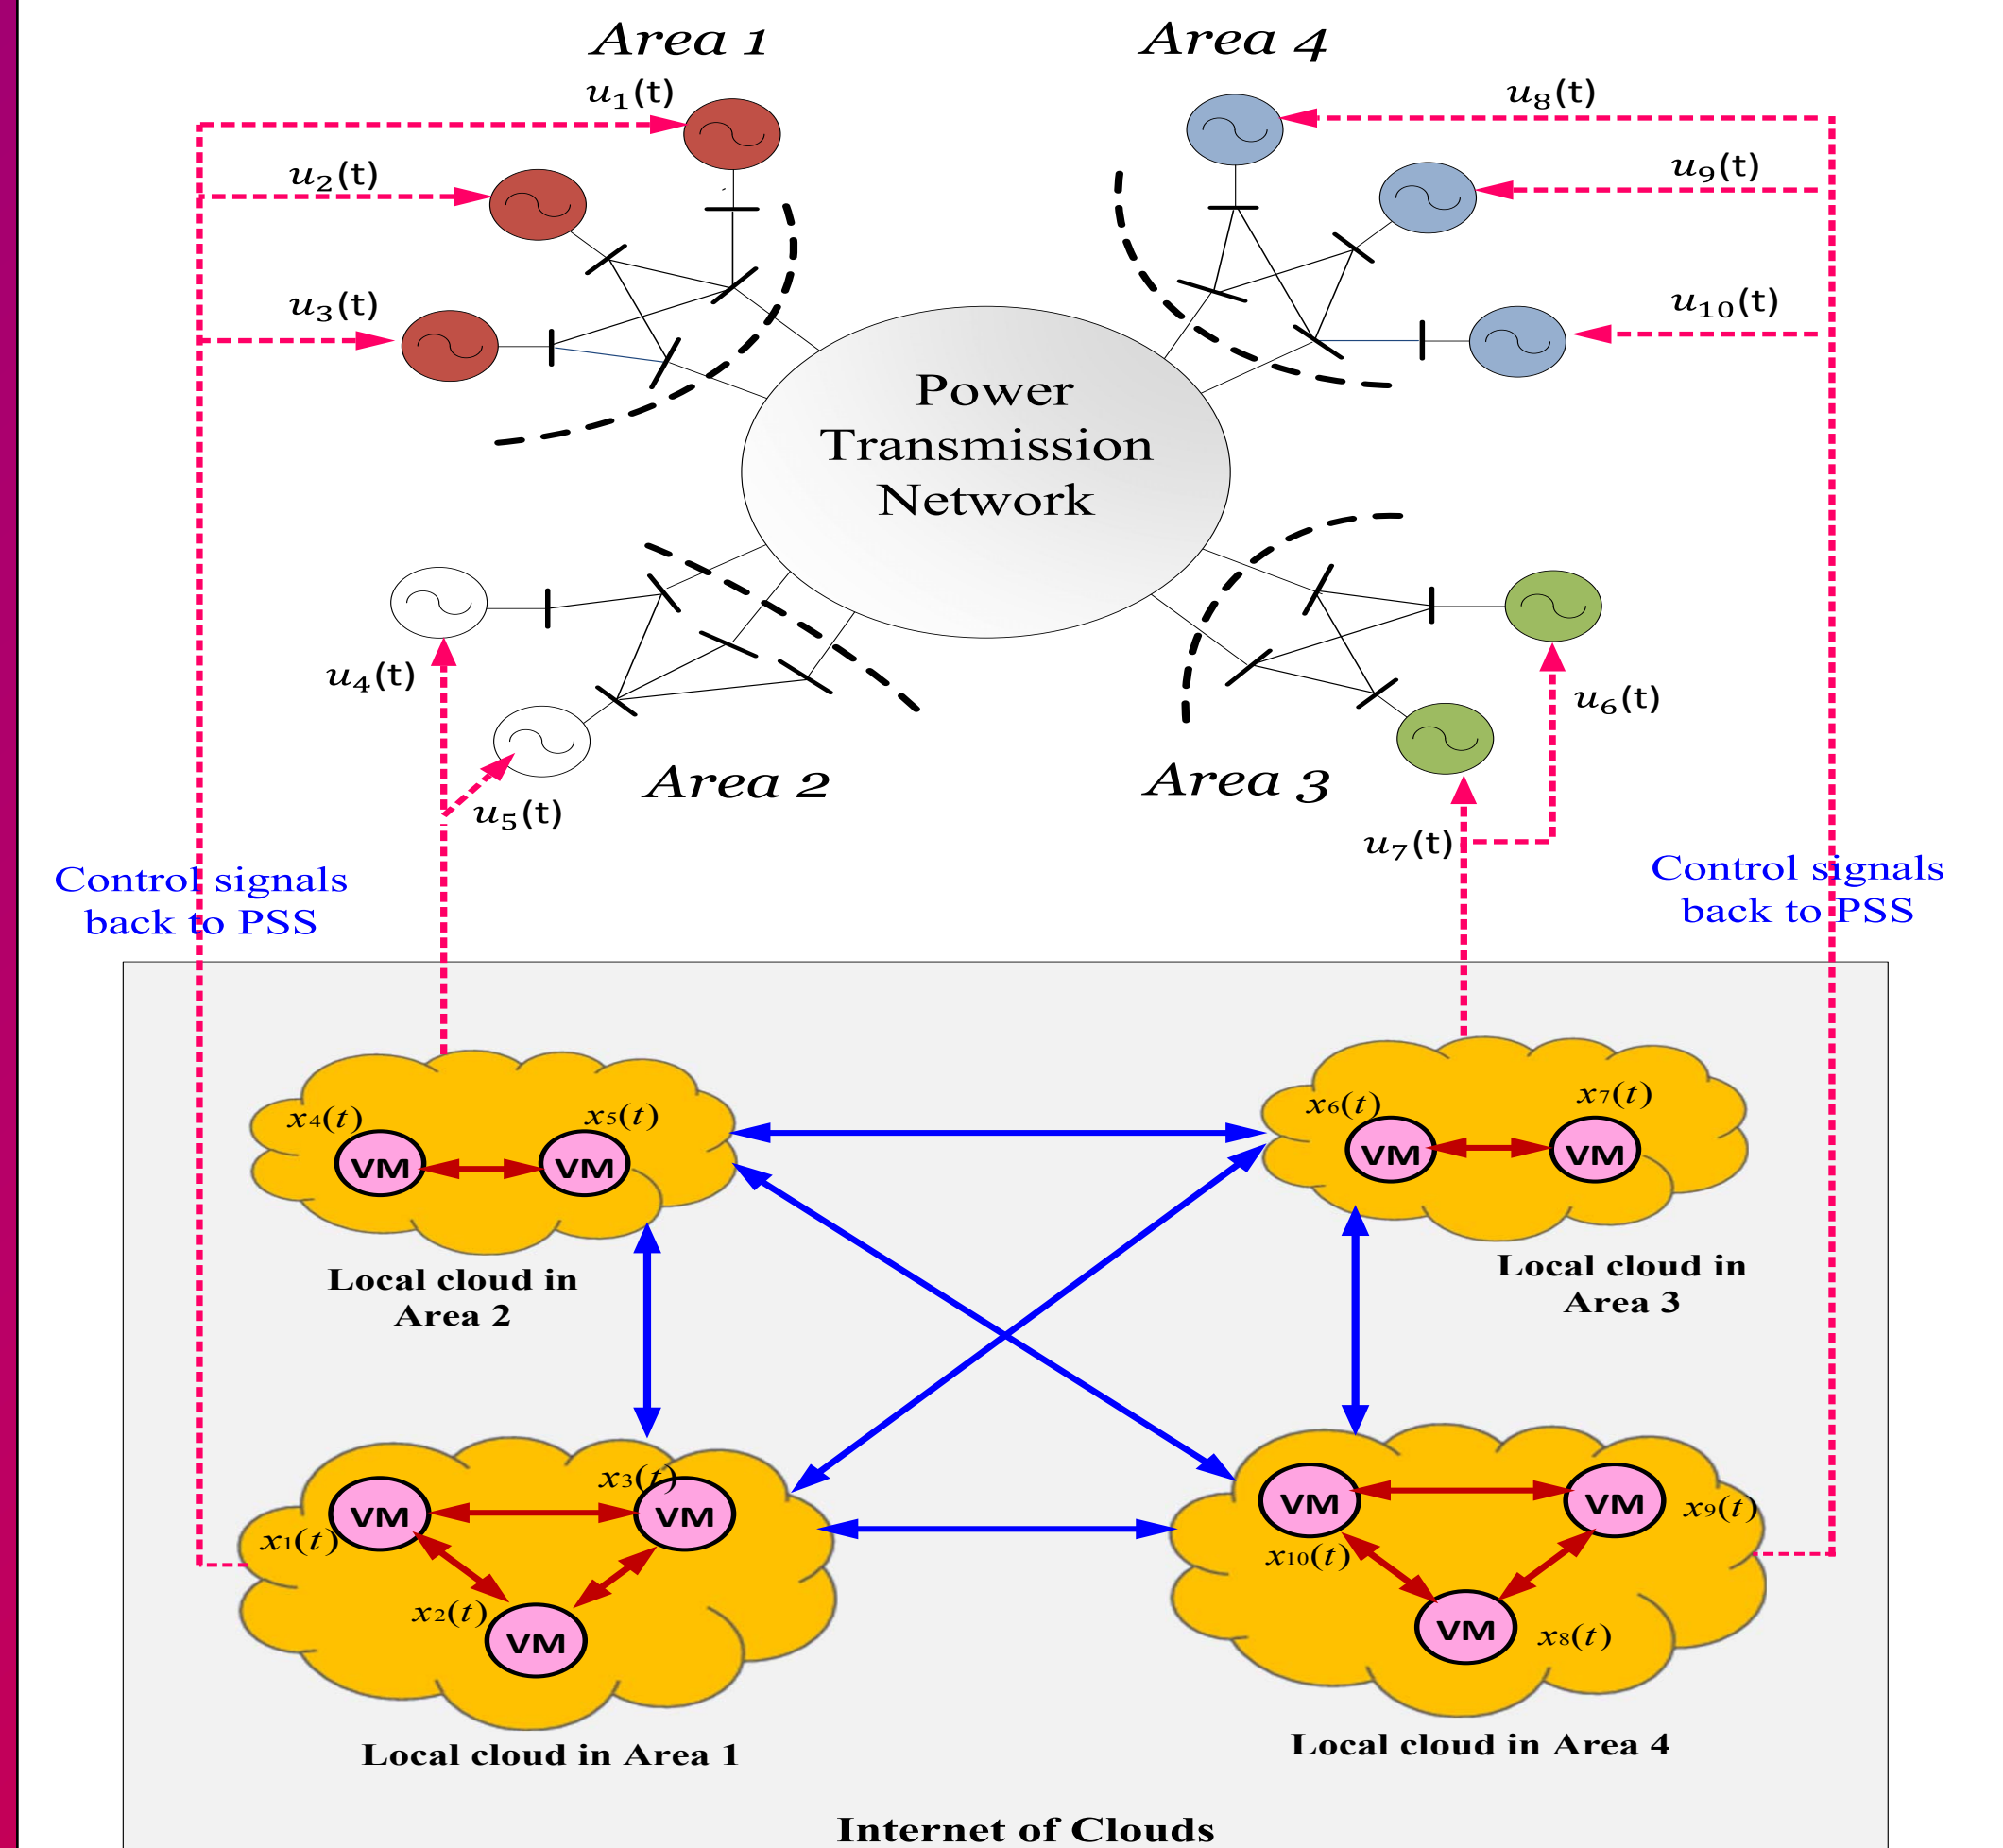 Area 1
Area 4
u₁(t)
u₈(t)
u₂(t)
u₉(t)
u₃(t)
u₁₀(t)
Power
Transmission
Network
u₄(t)
u₆(t)
Area 2
Area 3
u₅(t)
u₇(t)
Control signals
back to PSS
Control signals
back to PSS
x₄(t)
x₅(t)
VM
VM
x₆(t)
x₇(t)
VM
VM
Local cloud in
Area 2
Local cloud in
Area 3
x₃(t)
VM
VM
x₁(t)
x₂(t)
VM
VM
VM
x₉(t)
x₁₀(t)
VM
x₈(t)
Local cloud in Area 1
Local cloud in Area 4
Internet of Clouds